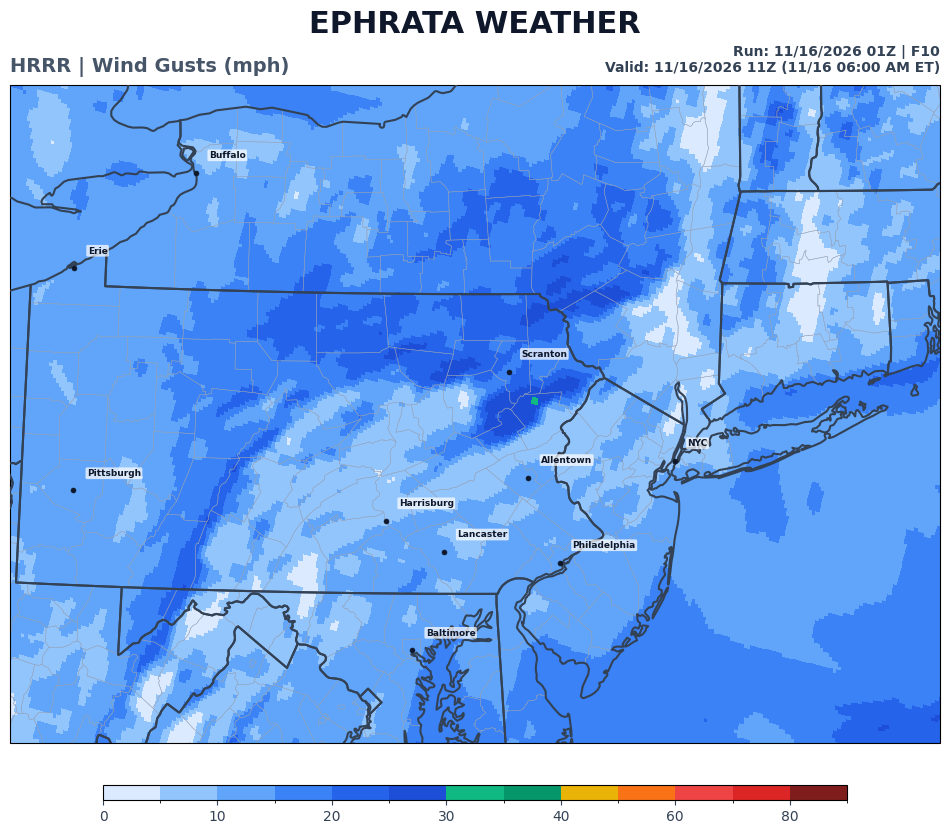 EPHRATA WEATHER
HRRR | Wind Gusts (mph)
Run: 11/16/2026 01Z | F10
Valid: 11/16/2026 11Z (11/16 06:00 AM ET)
Buffalo
Erie
Scranton
NYC
Allentown
Pittsburgh
Harrisburg
Lancaster
Philadelphia
Baltimore
0 10 20 30 40 50 60 70 80